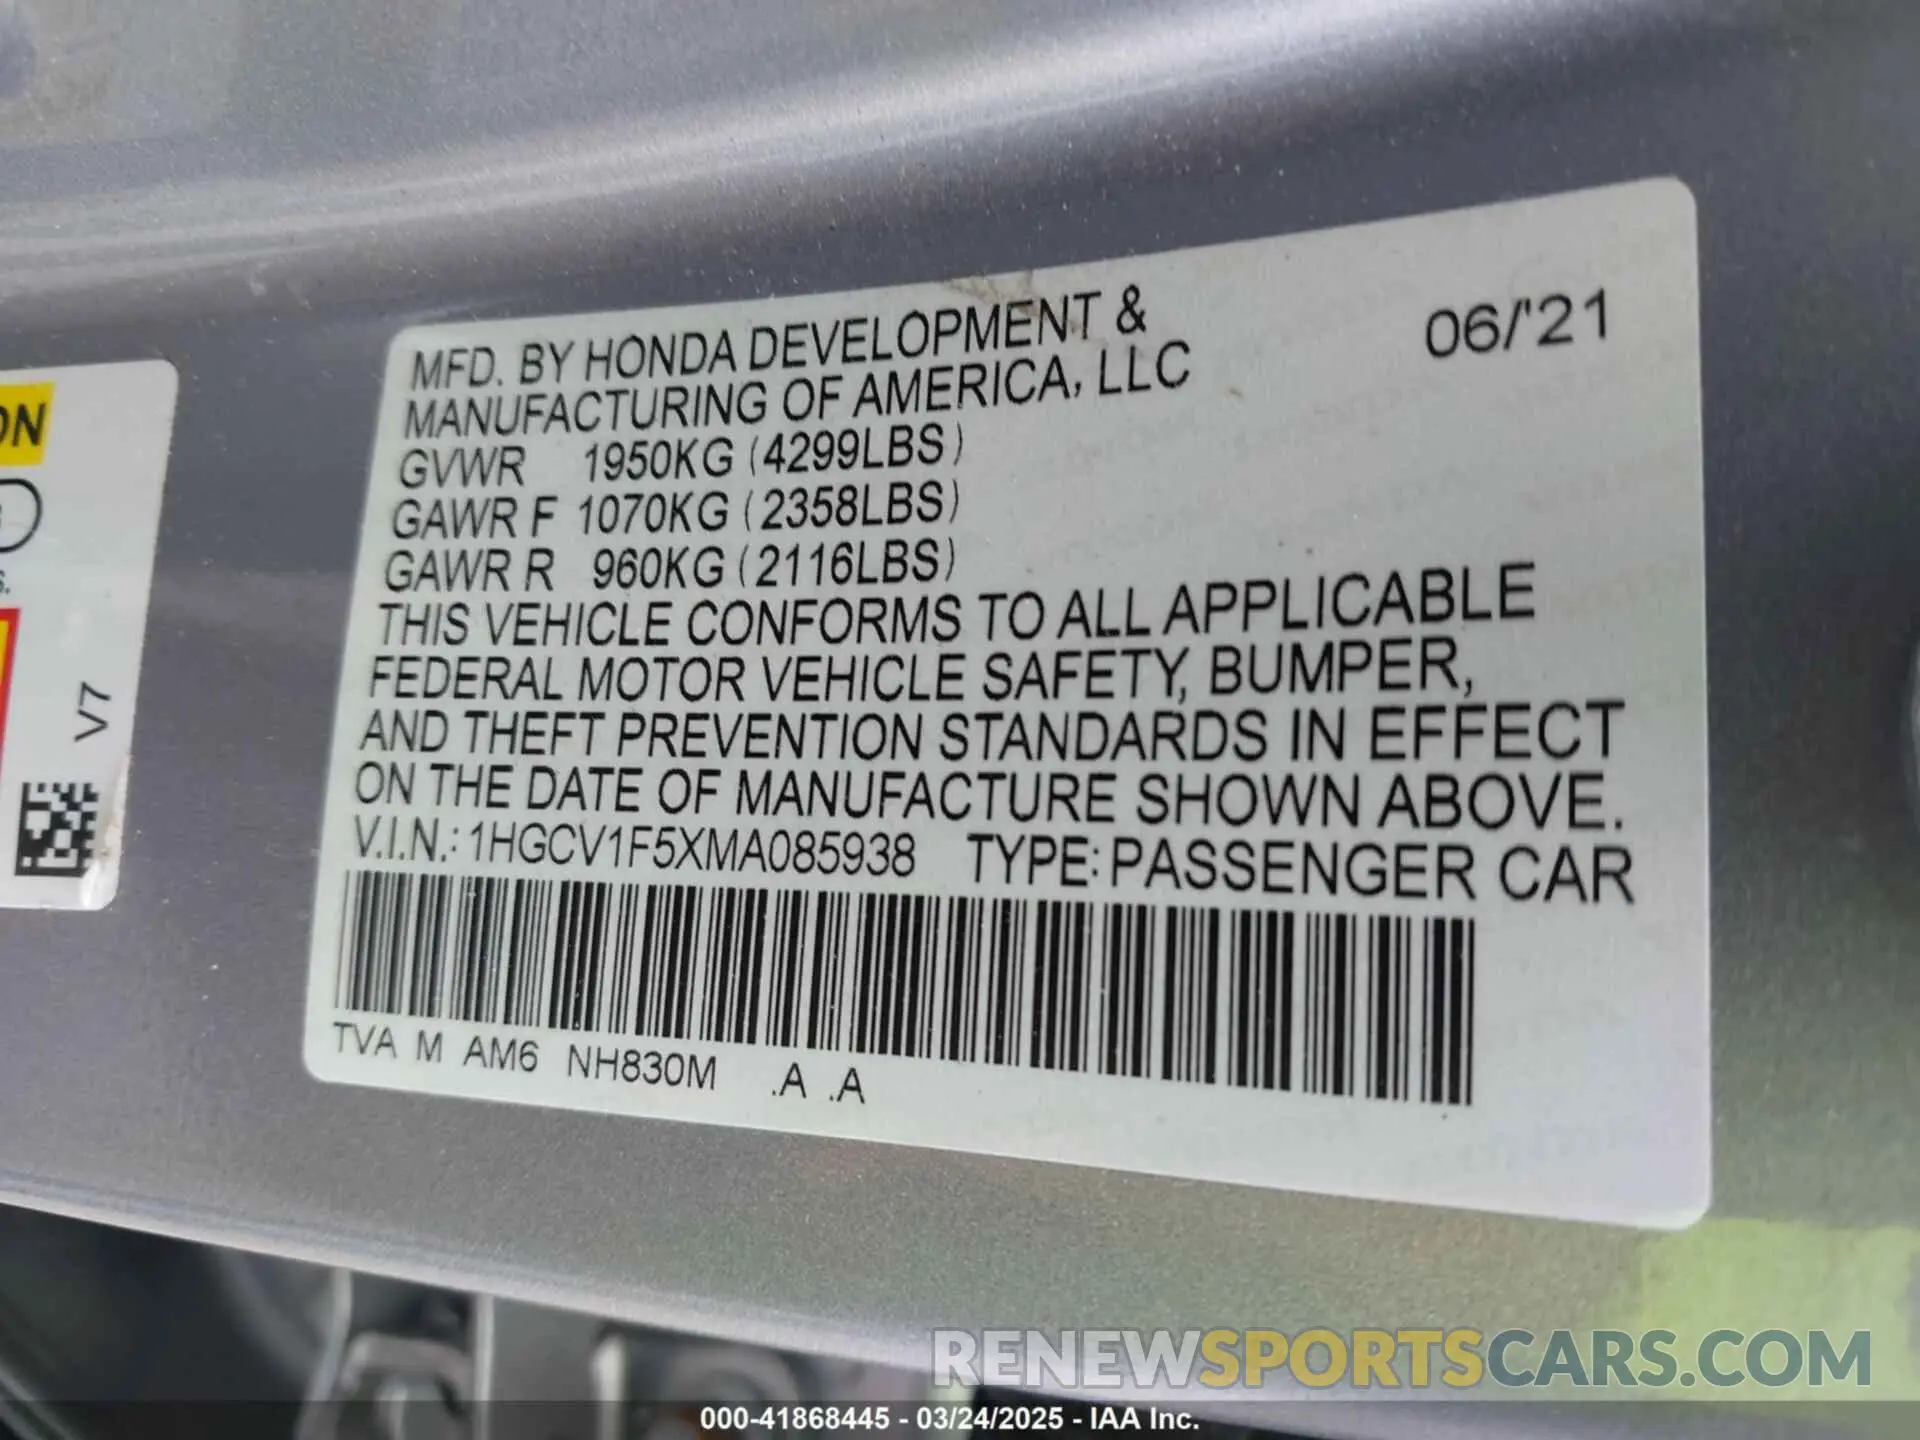 MFD. BY HONDA DEVELOPMENT &
MANUFACTURING OF AMERICA, LLC
06/'21
GVWR 1950KG (4299LBS)
GAWR F 1070KG (2358LBS)
GAWR R 960KG (2116LBS)
THIS VEHICLE CONFORMS TO ALL APPLICABLE
FEDERAL MOTOR VEHICLE SAFETY, BUMPER,
AND THEFT PREVENTION STANDARDS IN EFFECT
ON THE DATE OF MANUFACTURE SHOWN ABOVE.
V.I.N.: 1HGCV1F5XMA085938 TYPE: PASSENGER CAR
TVA M AM6 NH830M .A .A
V7
RENEWSPORTSCARS.COM
000-41868445 - 03/24/2025 - IAA Inc.